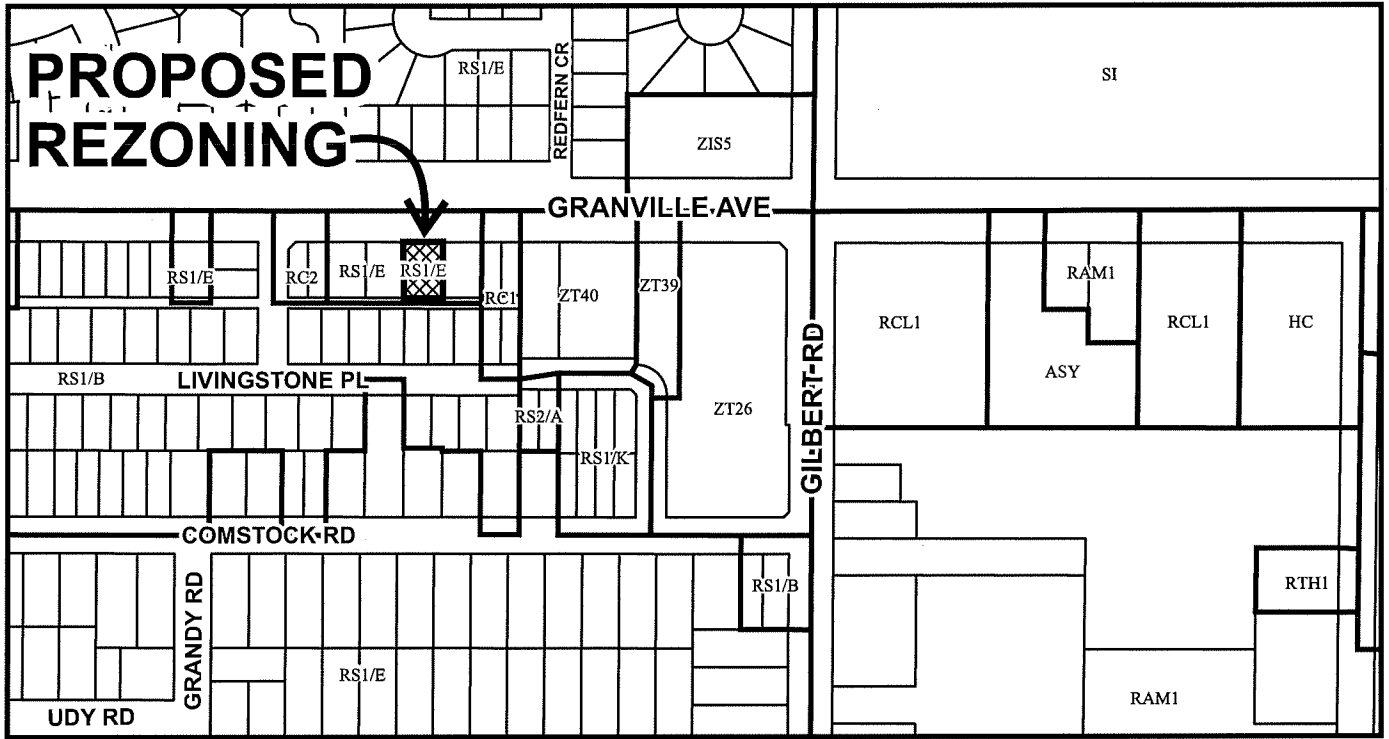 PROPOSED
REZONING
RS1/E
REDFERN CR
SI
ZIS5
GRANVILLE AVE
RS1/E
RC2
RS1/E
RS1/E
RC1
ZT40
ZT39
RCL1
RAM1
RCL1
HC
ASY
RS1/B
LIVINGSTONE PL
RS2/A
ZT26
GILBERT RD
RS1/K
COMSTOCK RD
GRANDY RD
RS1/B
RTH1
RS1/E
RAM1
UDY RD